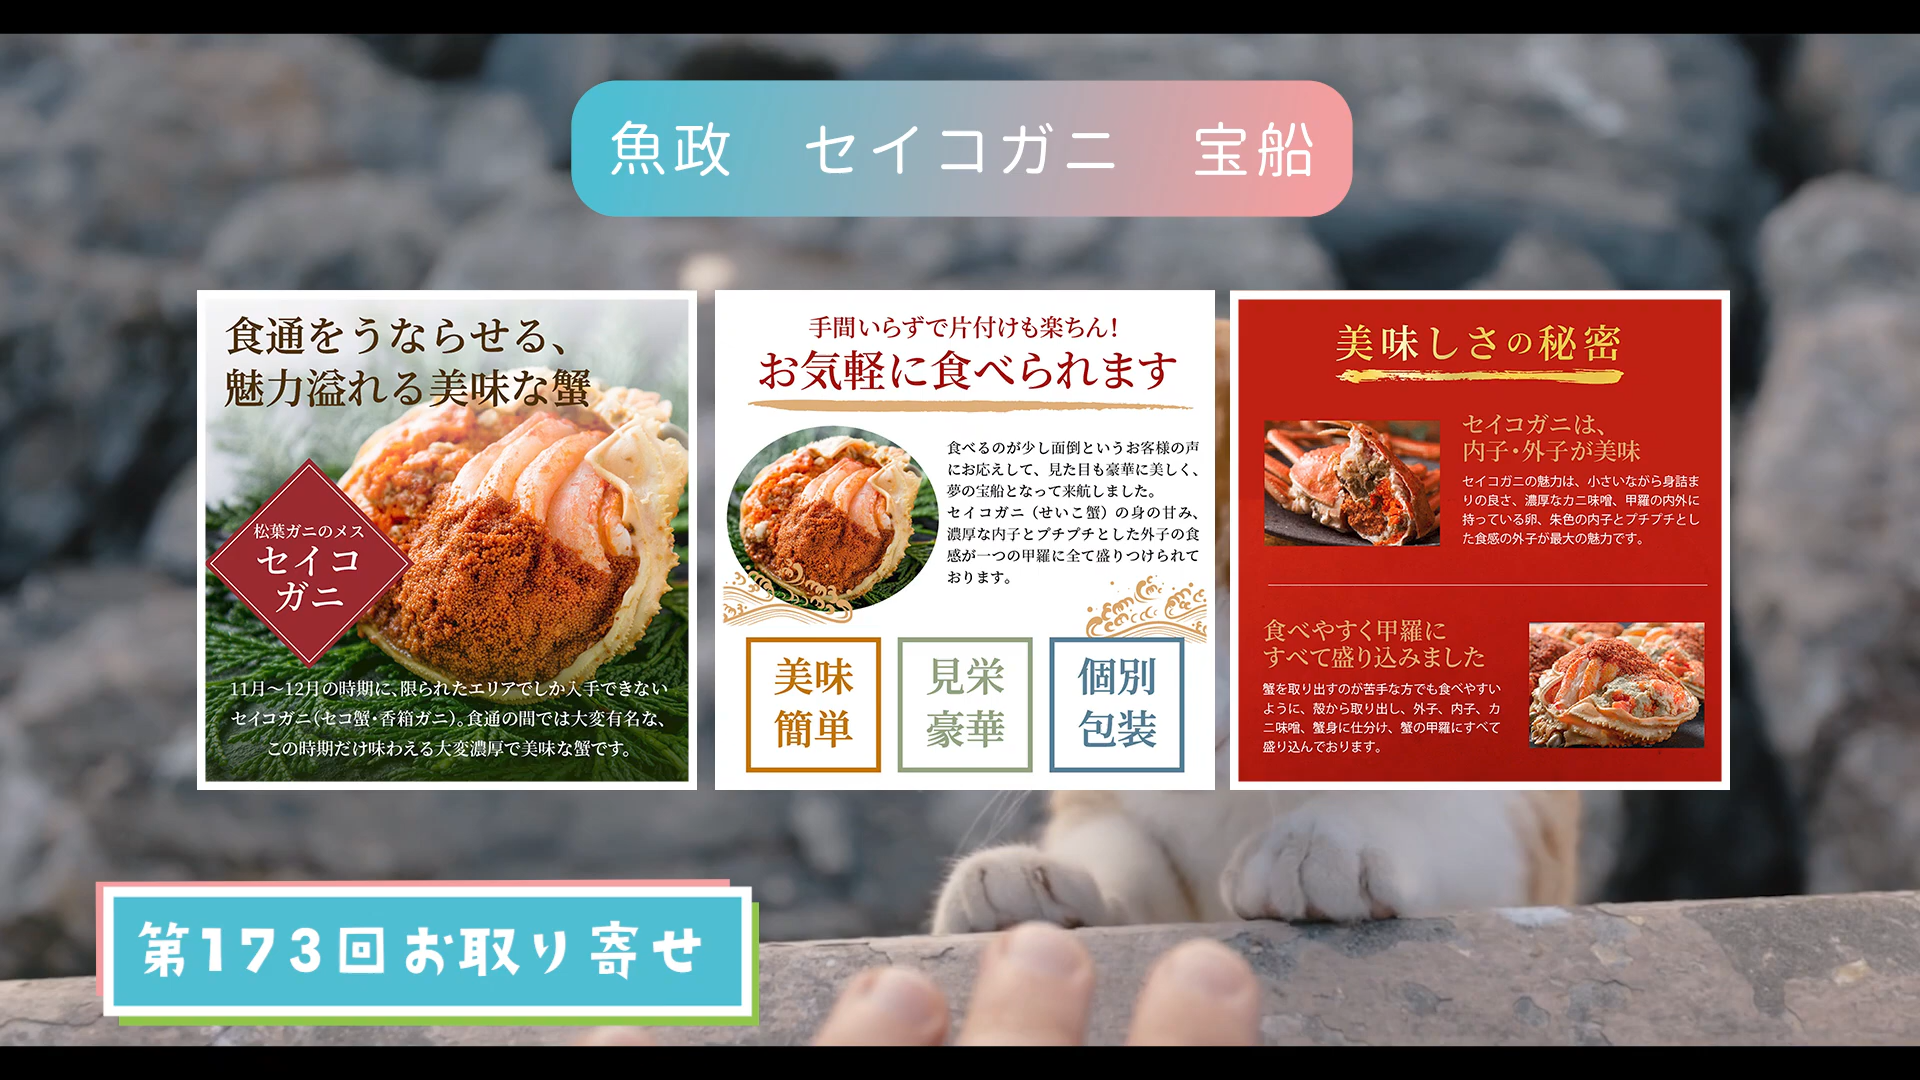 魚政　セイコガニ　宝船
食通をうならせる、
魅力溢れる美味な蟹
松葉ガニのメス
セイコ
ガニ
11月～12月の時期に、限られたエリアでしか入手できない
セイコガニ（セコ蟹・香箱ガニ）。食通の間では大変有名な、
この時期だけ味わえる大変濃厚で美味な蟹です。
手間いらずで片付けも楽ちん！
お気軽に食べられます
食べるのが少し面倒というお客様の声
にお応えして、見た目も豪華に美しく、
夢の宝船となって来航しました。
セイコガニ（せいこ蟹）の身の甘み、
濃厚な内子とプチプチとした外子の食
感が一つの甲羅に全て盛りつけられて
おります。
美味
簡単
見栄
豪華
個別
包装
美味しさの秘密
セイコガニは、
内子・外子が美味
セイコガニの魅力は、小さいながら身詰ま
りの良さ、濃厚なカニ味噌、甲羅の内外に
持っている卵、朱色の内子とプチプチとし
た食感の外子が最大の魅力です。
食べやすく甲羅に
すべて盛り込みました
蟹を取り出すのが苦手な方でも食べやすい
ように、殻から取り出し、外子、内子、カ
ニ味噌、蟹身に仕分け、蟹の甲羅にすべて
盛り込んでおります。
第173回お取り寄せ